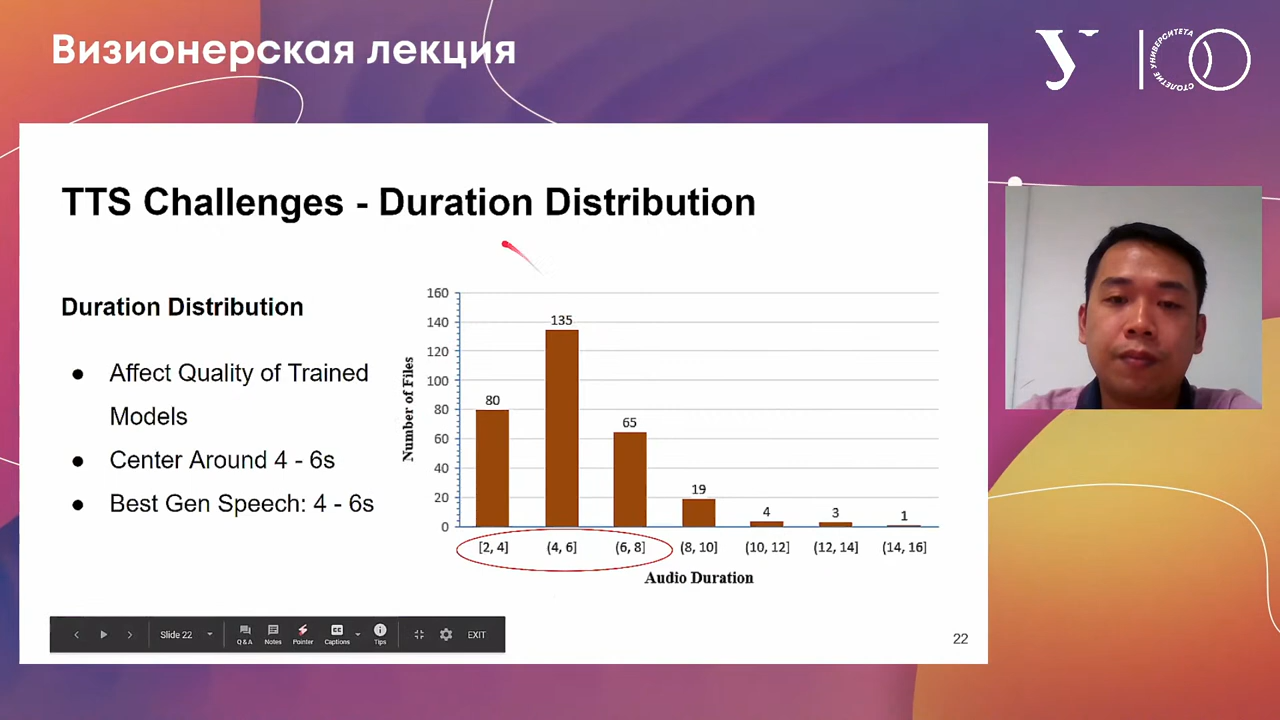 Визионерская лекция
У
СТОЛЕТИЕ УНИВЕРСИТЕТА
TTS Challenges - Duration Distribution
Duration Distribution
● Affect Quality of Trained
Models
● Center Around 4 - 6s
● Best Gen Speech: 4 - 6s
Number of Files
160
140
120
100
80
60
40
20
0
80
135
65
19
4
3
1
[2, 4]
(4, 6]
(6, 8]
(8, 10]
(10, 12]
(12, 14]
(14, 16]
Audio Duration
Slide 22
Q&A
Notes
Pointer
Captions
Tips
EXIT
22